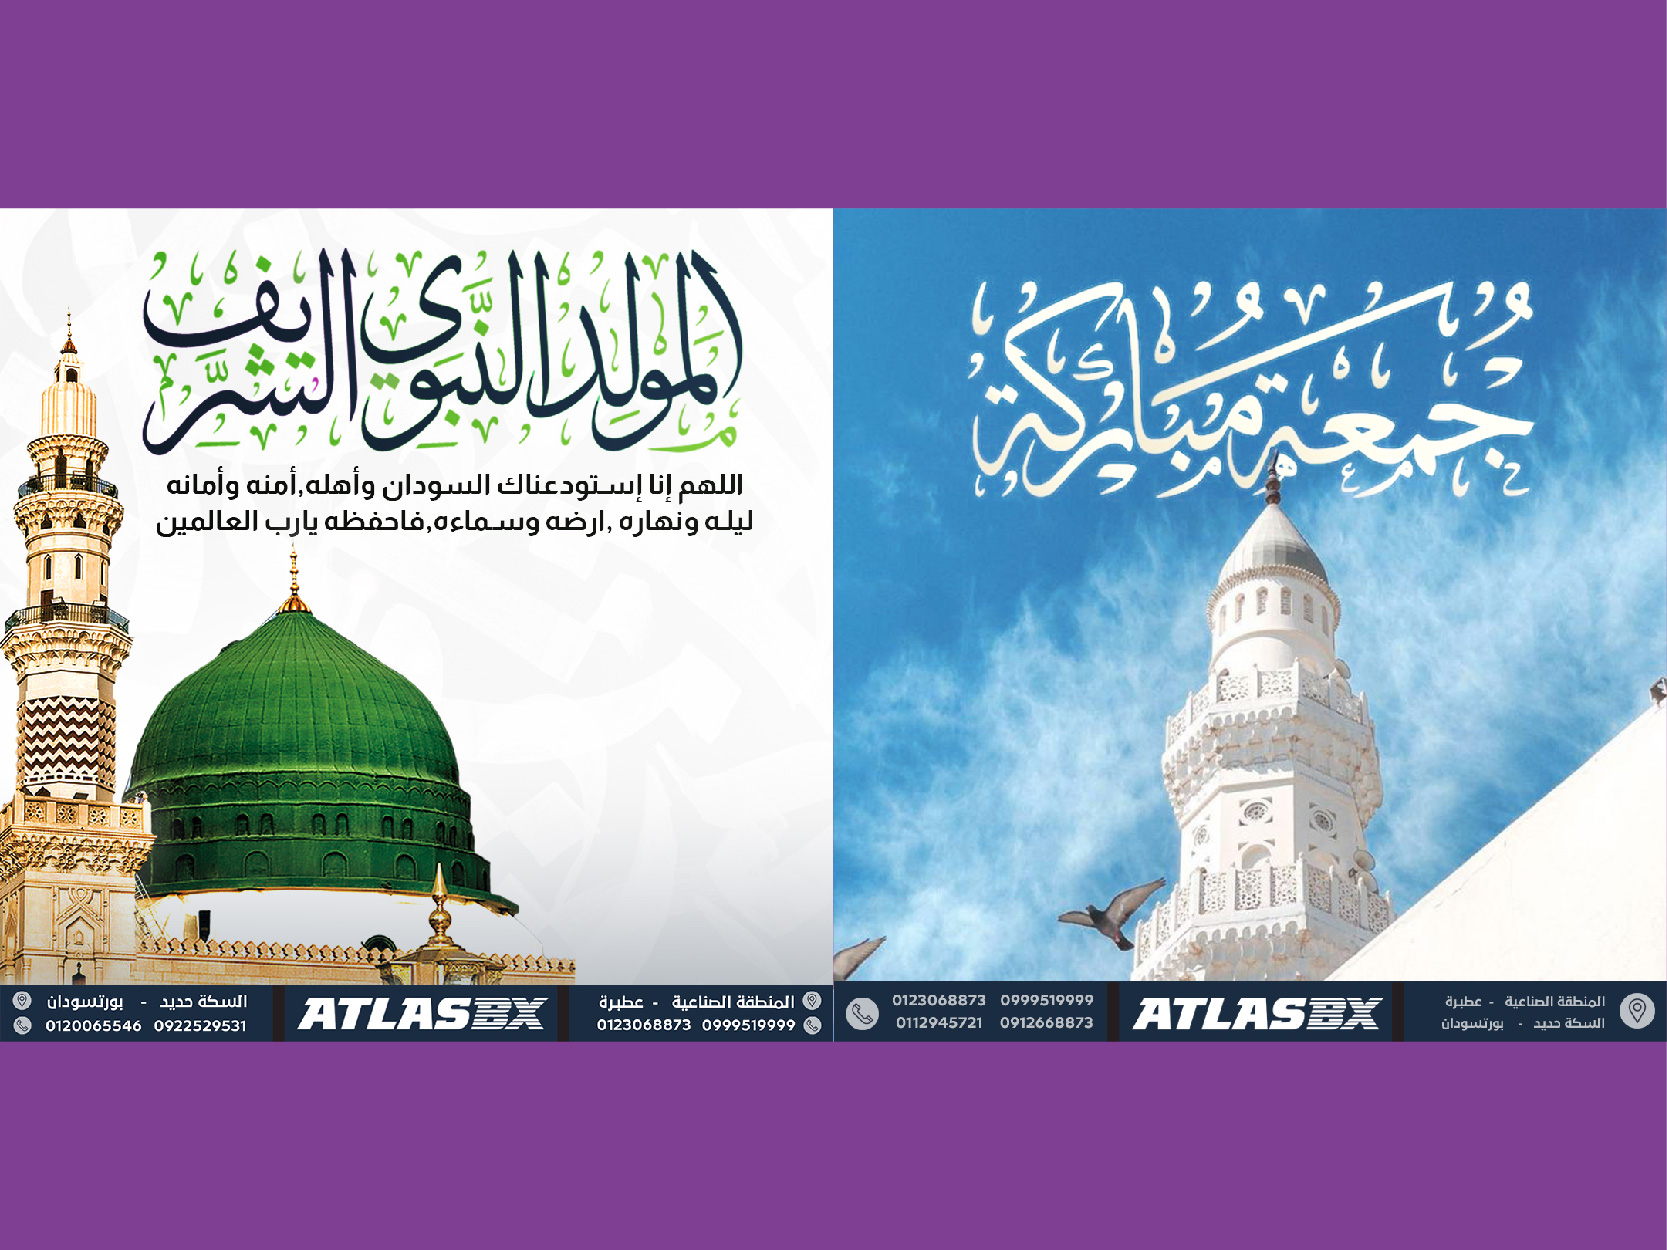 المولد النبوي الشريف
اللهم إنا إستودعناك السودان وأهله,أمنه وأمانه
ليله ونهاره ,ارضه وسماءه,فاحفظه يارب العالمين
المنطقة الصناعية - عطبرة
0123068873 0999519999
ATLASBX
السكة حديد - بورتسودان
0120065546 0922529531
جمعة مباركة
المنطقة الصناعية - عطبرة
السكة حديد - بورتسودان
ATLASBX
0123068873 0999519999
0112945721 0912668873